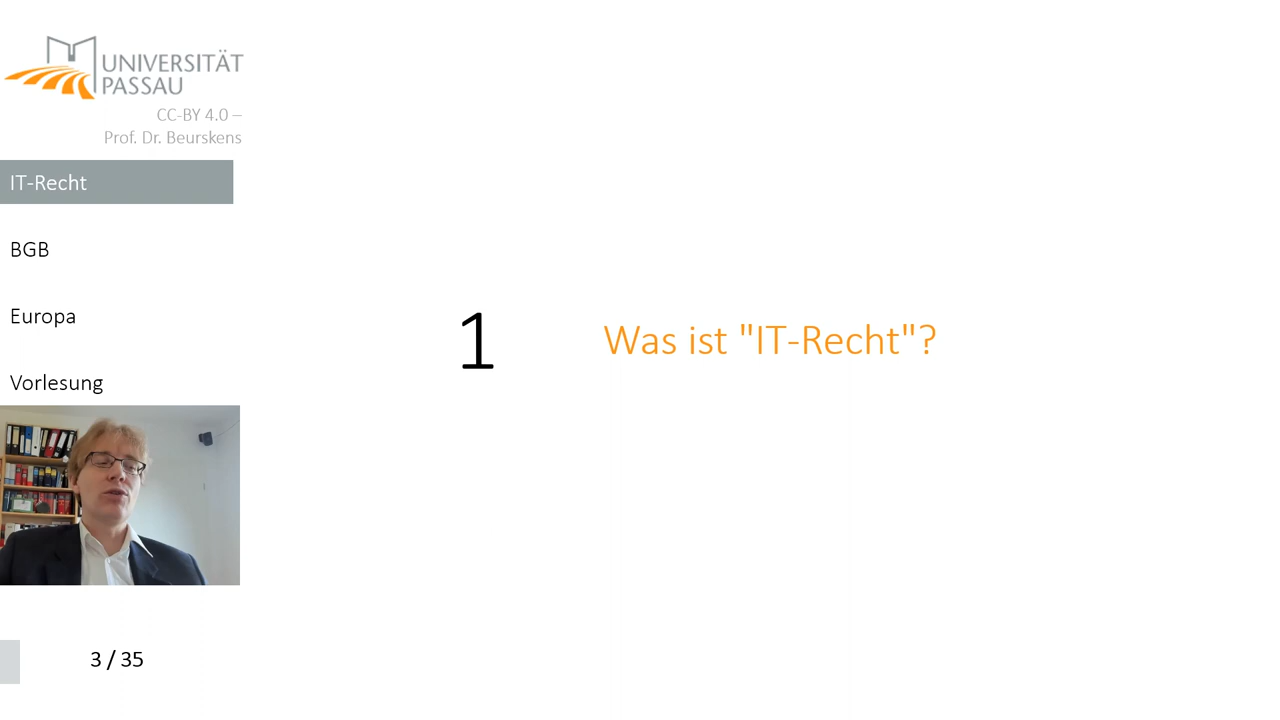 UNIVERSITÄT
PASSAU
CC-BY 4.0 –
Prof. Dr. Beurskens
IT-Recht
BGB
Europa
Vorlesung
1
Was ist "IT-Recht"?
3 / 35